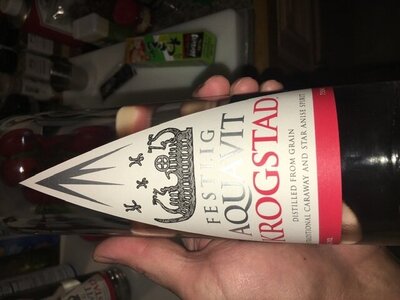 FESTLIG
AQUAVIT
KROGSTAD
DISTILLED FROM GRAIN
TRADITIONAL CARAWAY AND STAR ANISE SPIRIT